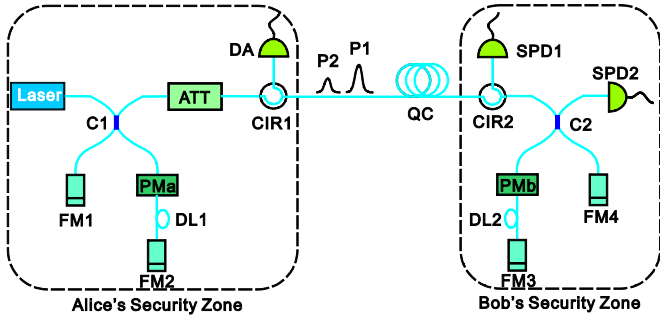 DA
P2
P1
SPD1
SPD2
Laser
ATT
C1
CIR1
QC
CIR2
C2
PMa
PMb
FM1
DL1
DL2
FM4
FM2
FM3
Alice's Security Zone
Bob's Security Zone